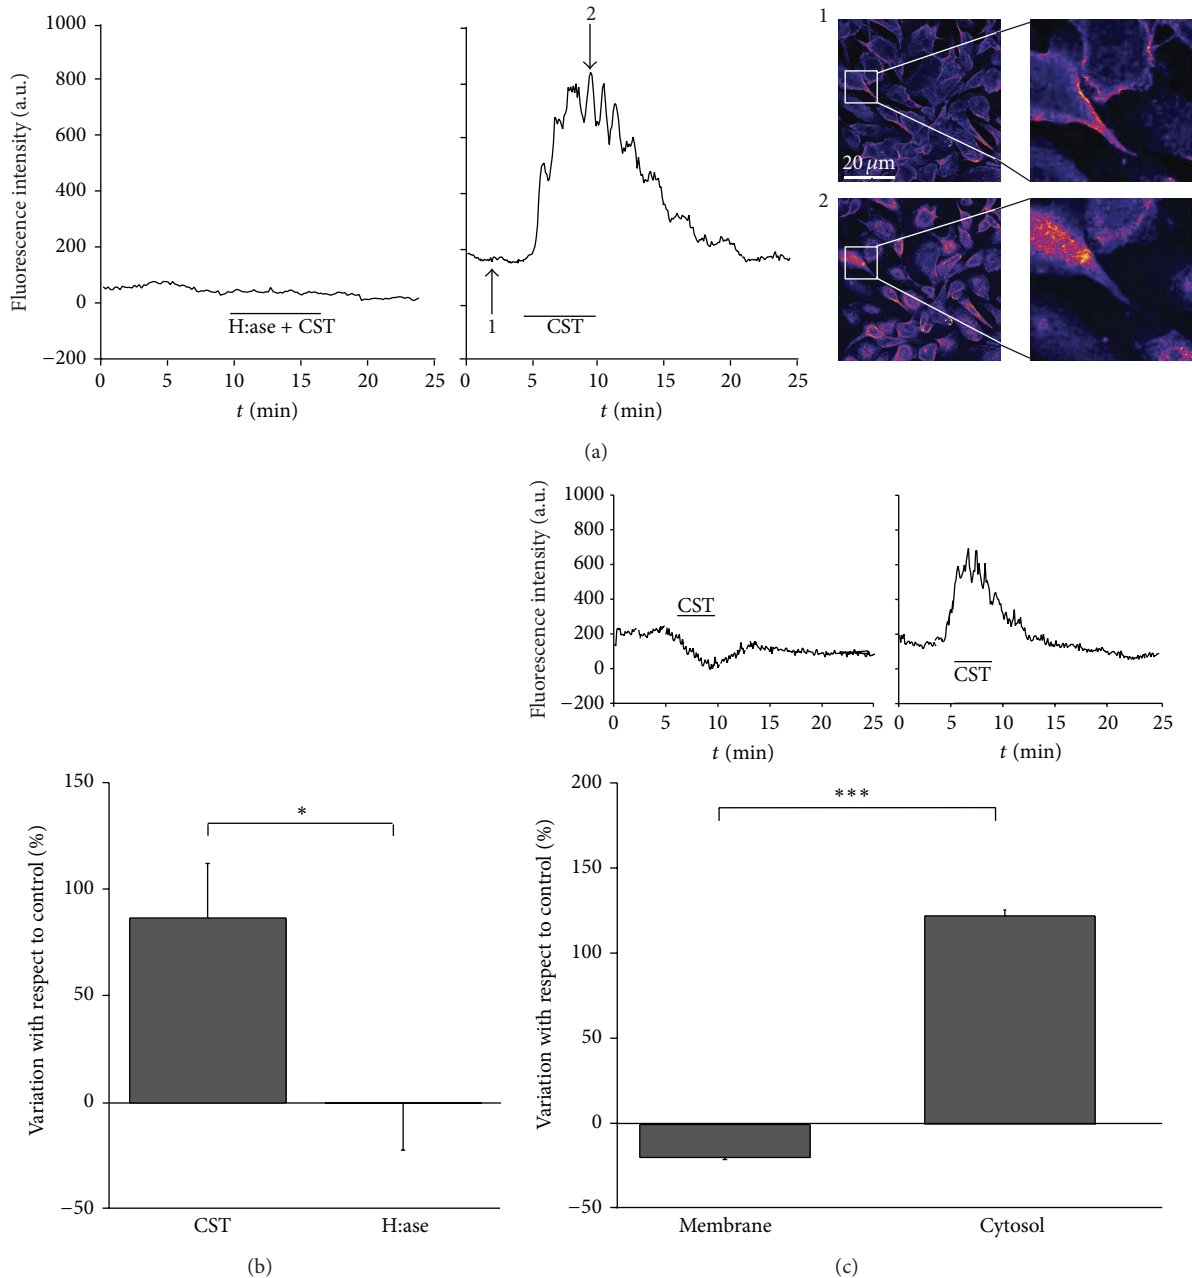 1000
800
600
400
200
0
−200
Fluorescence intensity (a.u.)
H:ase + CST
0 5 10 15 20 25
t (min)
2
1
CST
0 5 10 15 20 25
t (min)
1
20 μm
2
(a)
1000
800
600
400
200
0
−200
Fluorescence intensity (a.u.)
CST
0 5 10 15 20 25
t (min)
CST
0 5 10 15 20 25
t (min)
150
100
50
0
−50
Variation with respect to control (%)
*
CST H:ase
(b)
200
150
100
50
0
−50
Variation with respect to control (%)
***
Membrane Cytosol
(c)